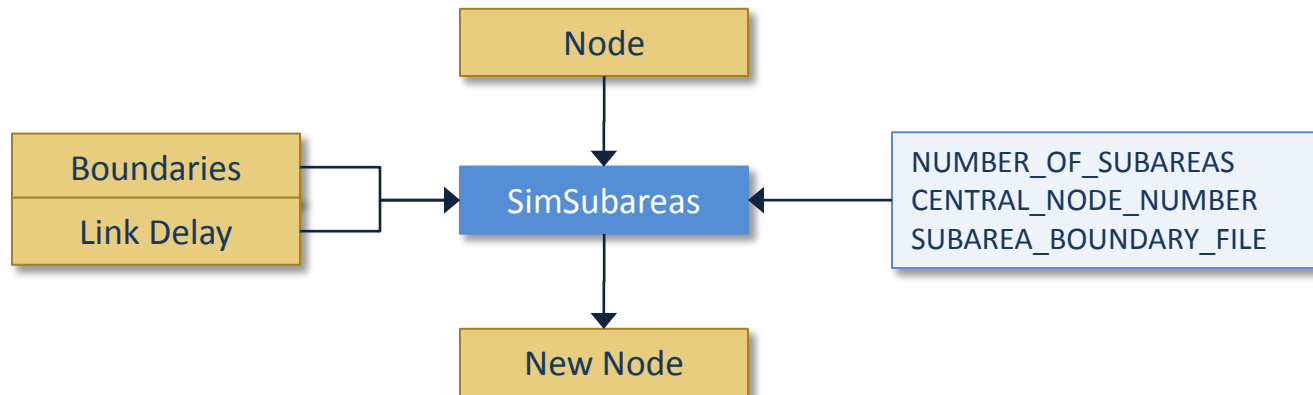 Node
Boundaries
Link Delay
SimSubareas
NUMBER_OF_SUBAREAS
CENTRAL_NODE_NUMBER
SUBAREA_BOUNDARY_FILE
New Node